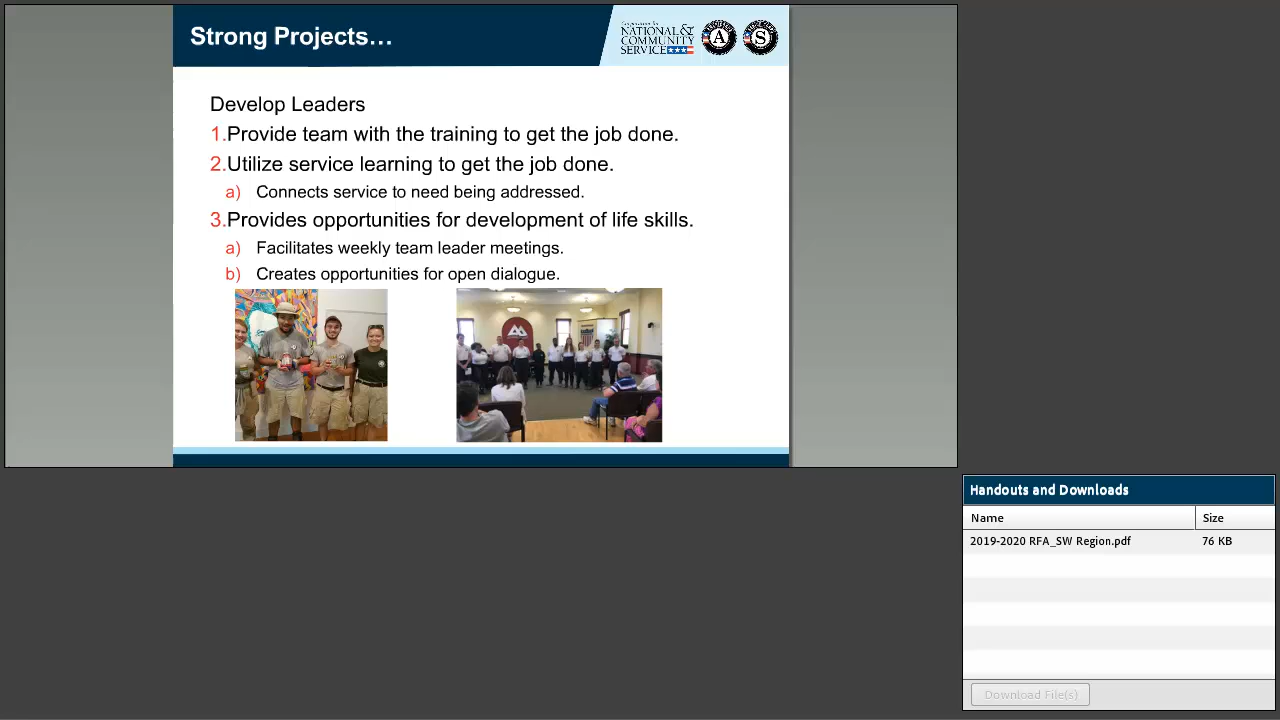 Strong Projects...
Corporation for
NATIONAL &
COMMUNITY
SERVICE
A
S
Develop Leaders
1.Provide team with the training to get the job done.
2.Utilize service learning to get the job done.
a) Connects service to need being addressed.
3.Provides opportunities for development of life skills.
a) Facilitates weekly team leader meetings.
b) Creates opportunities for open dialogue.
Handouts and Downloads
Name Size
2019-2020 RFA_SW Region.pdf 76 KB
Download File(s)